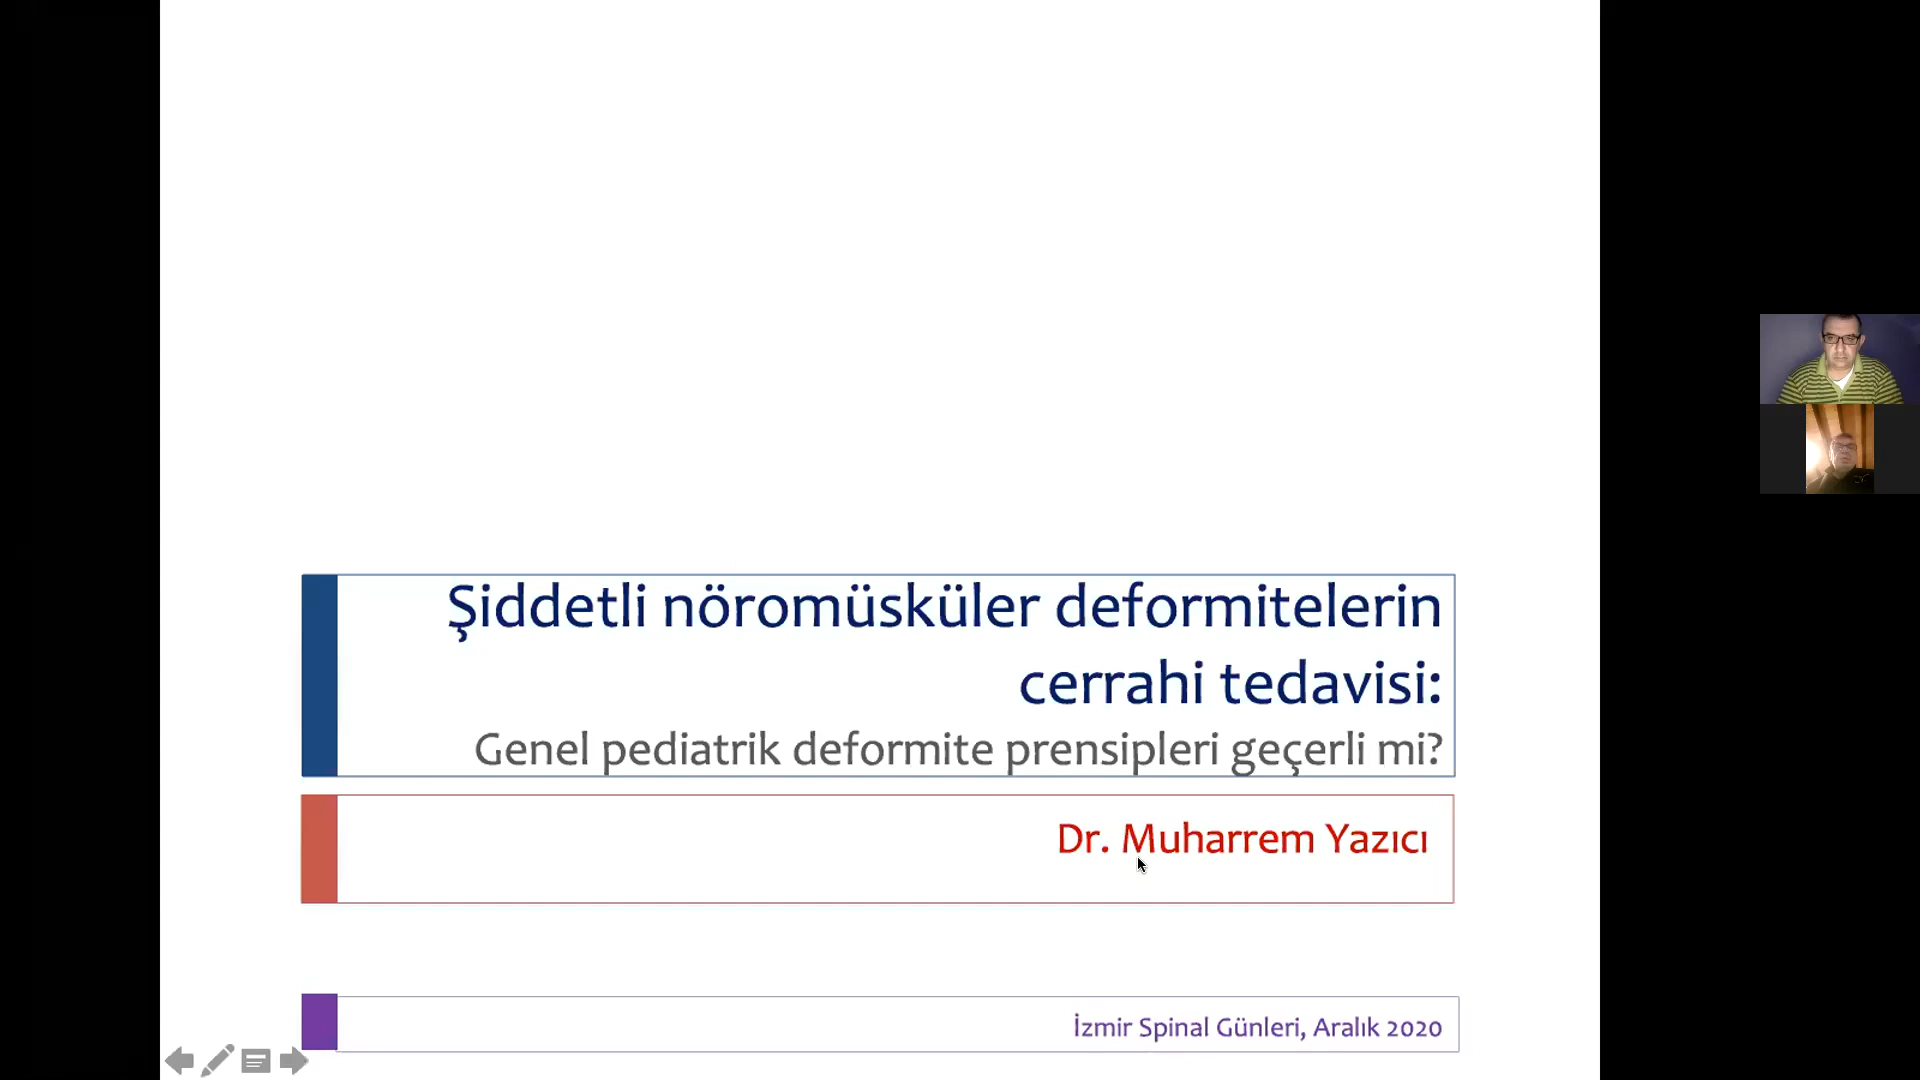 Şiddetli nöromüsküler deformitelerin
cerrahi tedavisi:
Genel pediatrik deformite prensipleri geçerli mi?
Dr. Muharrem Yazıcı
İzmir Spinal Günleri, Aralık 2020